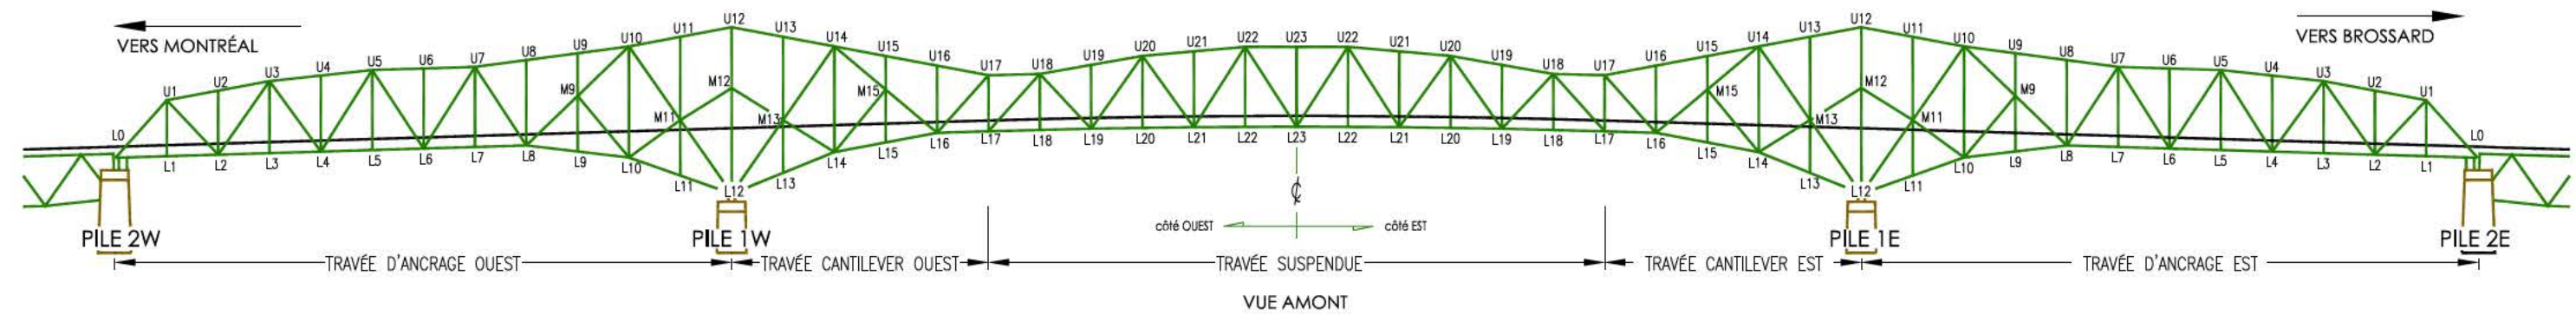 VERS MONTRÉAL
VERS BROSSARD
U1 U2 U3 U4 U5 U6 U7 U8 U9 U10 U11 U12 U13 U14 U15 U16 U17 U18 U19 U20 U21 U22 U23 U22 U21 U20 U19 U18 U17 U16 U15 U14 U13 U12 U11 U10 U9 U8 U7 U6 U5 U4 U3 U2 U1
M9 M11 M12 M13 M15 M15 M13 M12 M11 M9
L0 L1 L2 L3 L4 L5 L6 L7 L8 L9 L10 L11 L12 L13 L14 L15 L16 L17 L18 L19 L20 L21 L22 L23 L22 L21 L20 L19 L18 L17 L16 L15 L14 L13 L12 L11 L10 L9 L8 L7 L6 L5 L4 L3 L2 L1 L0
côté OUEST côté EST
PILE 2W PILE 1W PILE 1E PILE 2E
TRAVÉE D'ANCRAGE OUEST TRAVÉE CANTILEVER OUEST TRAVÉE SUSPENDUE TRAVÉE CANTILEVER EST TRAVÉE D'ANCRAGE EST
VUE AMONT